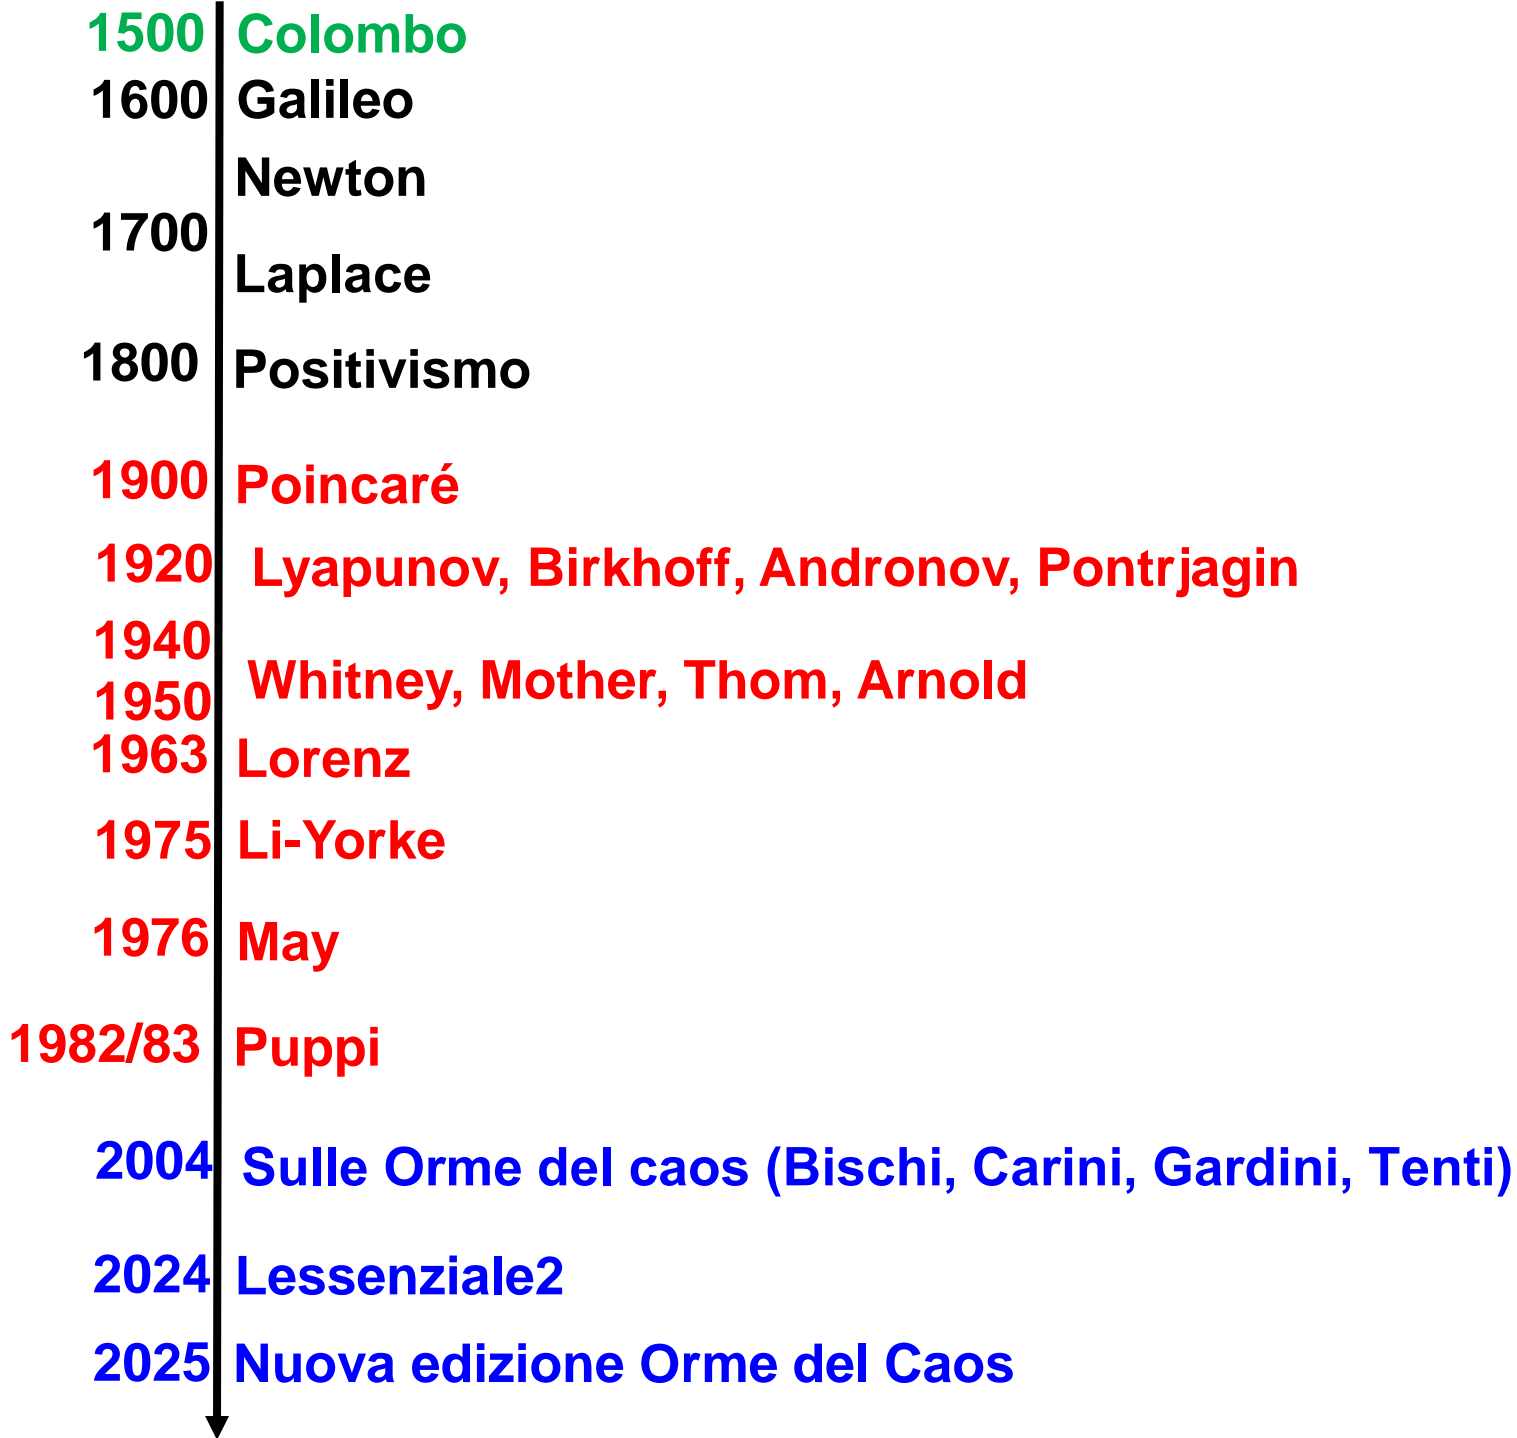 1500 Colombo
1600 Galileo
Newton
1700
Laplace
1800 Positivismo
1900 Poincaré
1920 Lyapunov, Birkhoff, Andronov, Pontrjagin
1940
Whitney, Mother, Thom, Arnold
1950
1963 Lorenz
1975 Li-Yorke
1976 May
1982/83 Puppi
2004 Sulle Orme del caos (Bischi, Carini, Gardini, Tenti)
2024 Lessenziale2
2025 Nuova edizione Orme del Caos